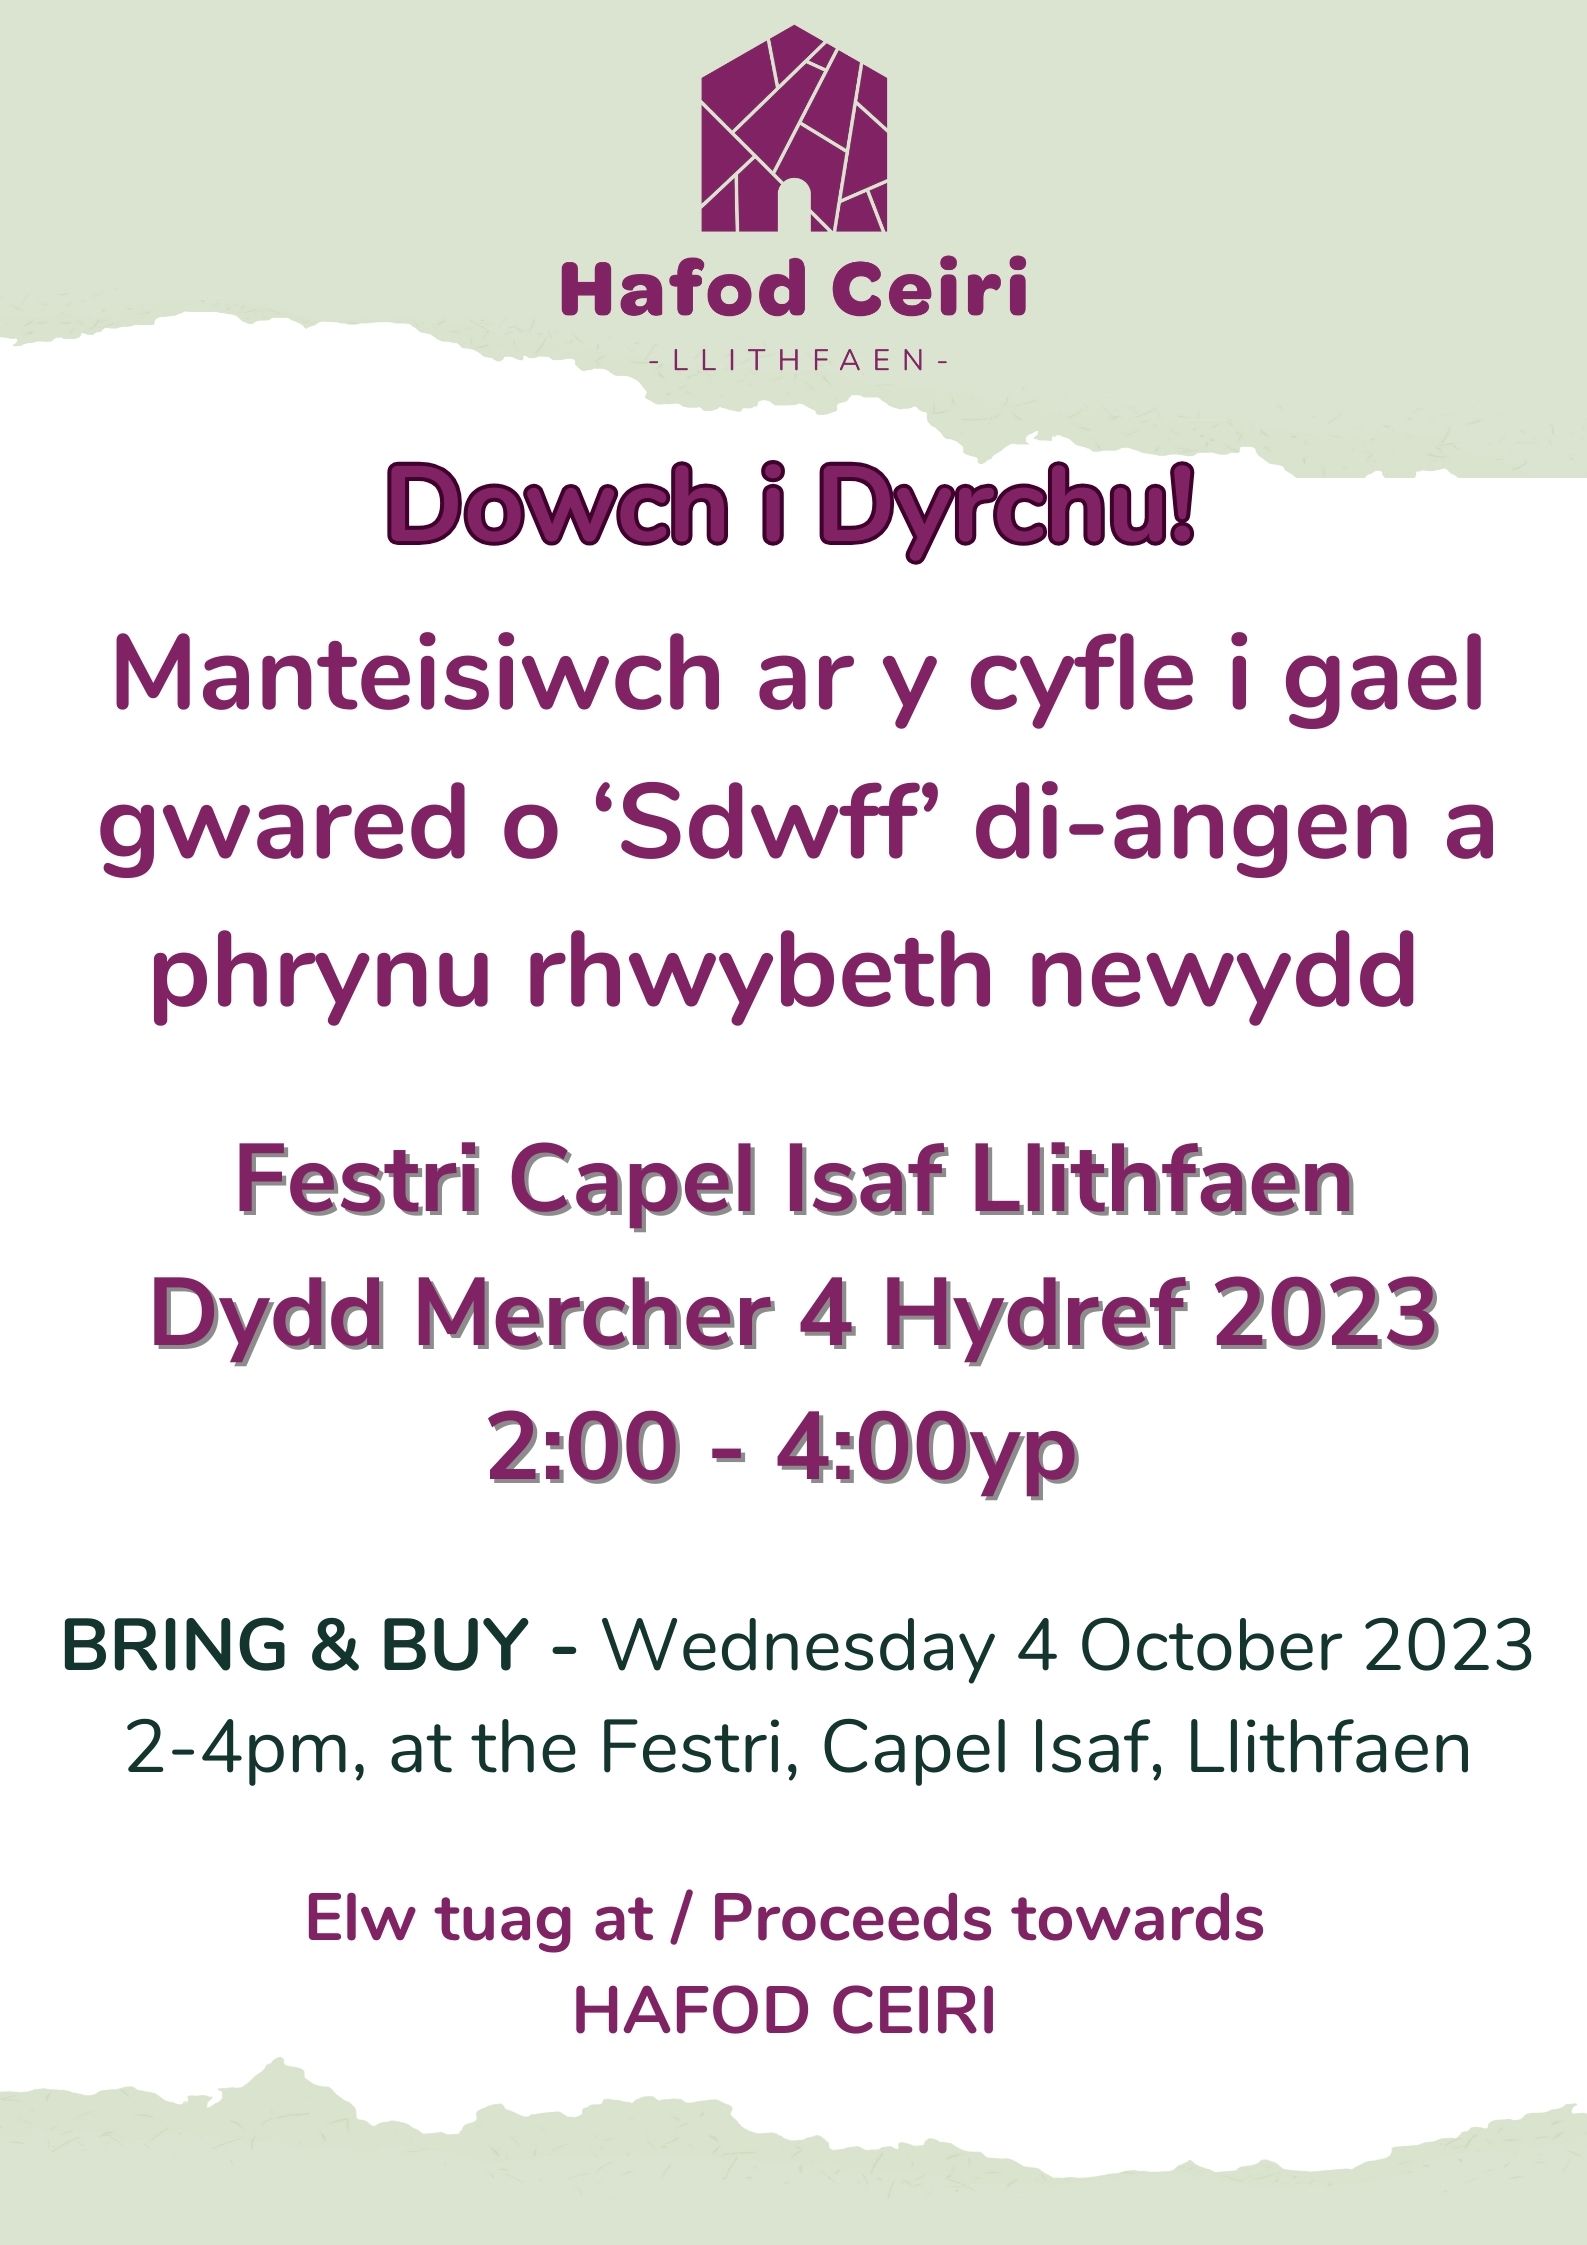 Hafod Ceiri
-LLITHFAEN-
Dowch i Dyrchu!
Manteisiwch ar y cyfle i gael
gwared o ‘Sdwff’ di-angen a
phrynu rhwybeth newydd
Festri Capel Isaf Llithfaen
Dydd Mercher 4 Hydref 2023
2:00 - 4:00yp
BRING & BUY - Wednesday 4 October 2023
2-4pm, at the Festri, Capel Isaf, Llithfaen
Elw tuag at / Proceeds towards
HAFOD CEIRI